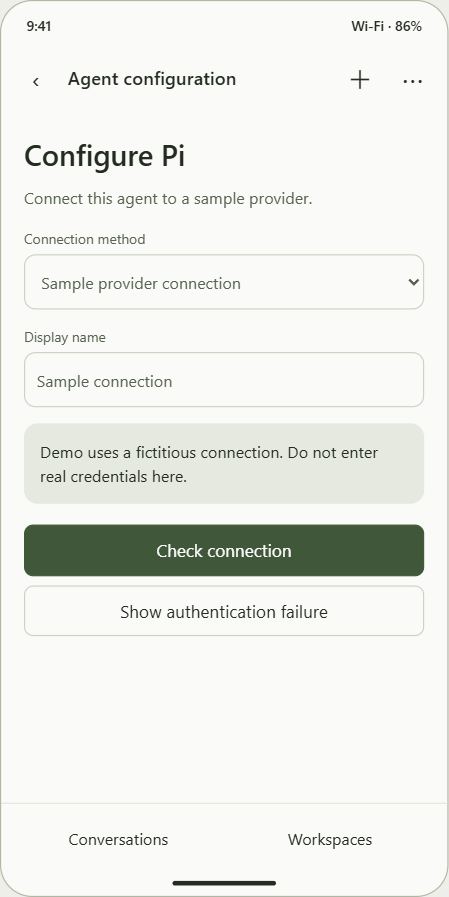 9:41
Wi-Fi · 86%
‹ Agent configuration + ...
Configure Pi
Connect this agent to a sample provider.
Connection method
Sample provider connection
Display name
Sample connection
Demo uses a fictitious connection. Do not enter
real credentials here.
Check connection
Show authentication failure
Conversations
Workspaces